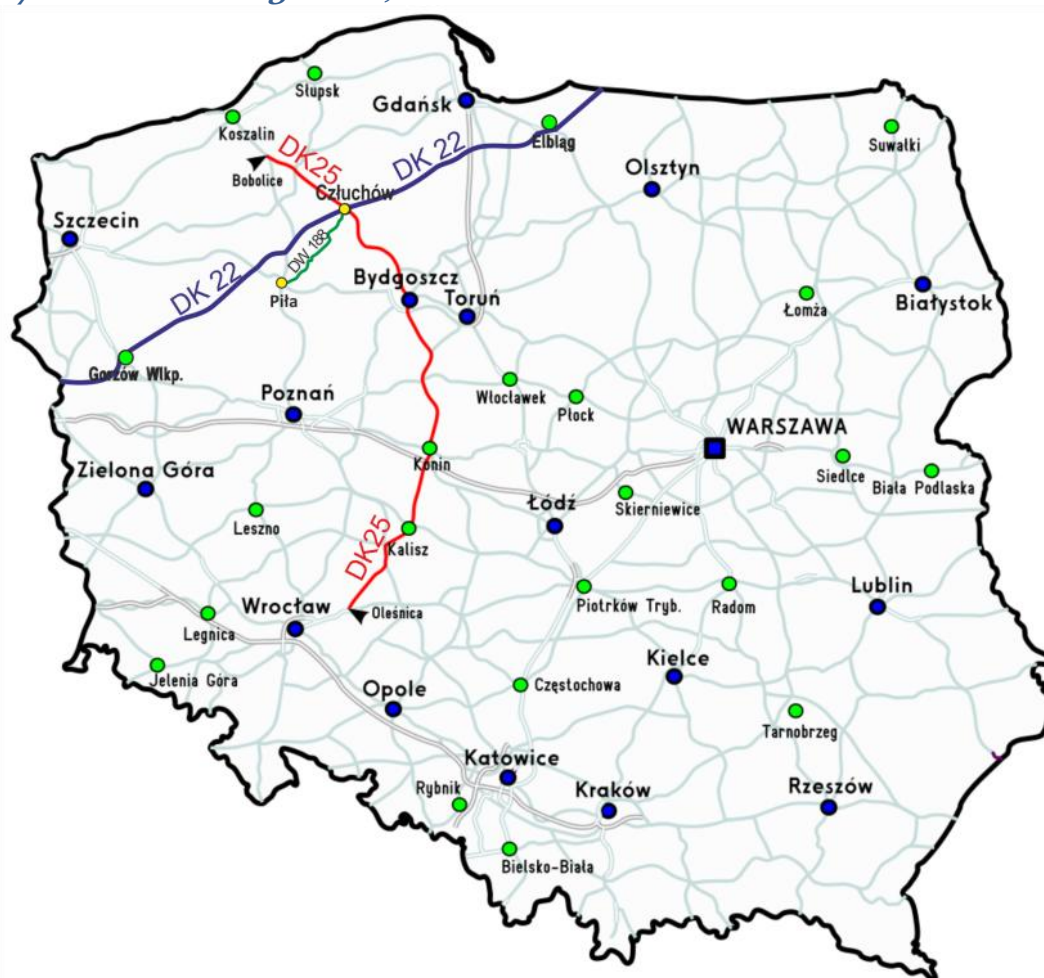 Słupsk
Gdańsk
Koszalin
Elbląg
Suwałki
DK25
DK 22
Bobolice
Olsztyn
Człuchów
Szczecin
DW 188
DK 22
Bydgoszcz
Toruń
Piła
Łomża
Białystok
Gorzów Wlkp.
Poznań
Włocławek
Płock
WARSZAWA
Konin
Zielona Góra
Siedlce
Biała Podlaska
Leszno
Łódź
Skierniewice
Kalisz
DK25
Oleśnica
Wrocław
Legnica
Piotrków Tryb.
Radom
Lublin
Jelenia Góra
Kielce
Opole
Częstochowa
Tarnobrzeg
Katowice
Rybnik
Kraków
Rzeszów
Bielsko-Biała